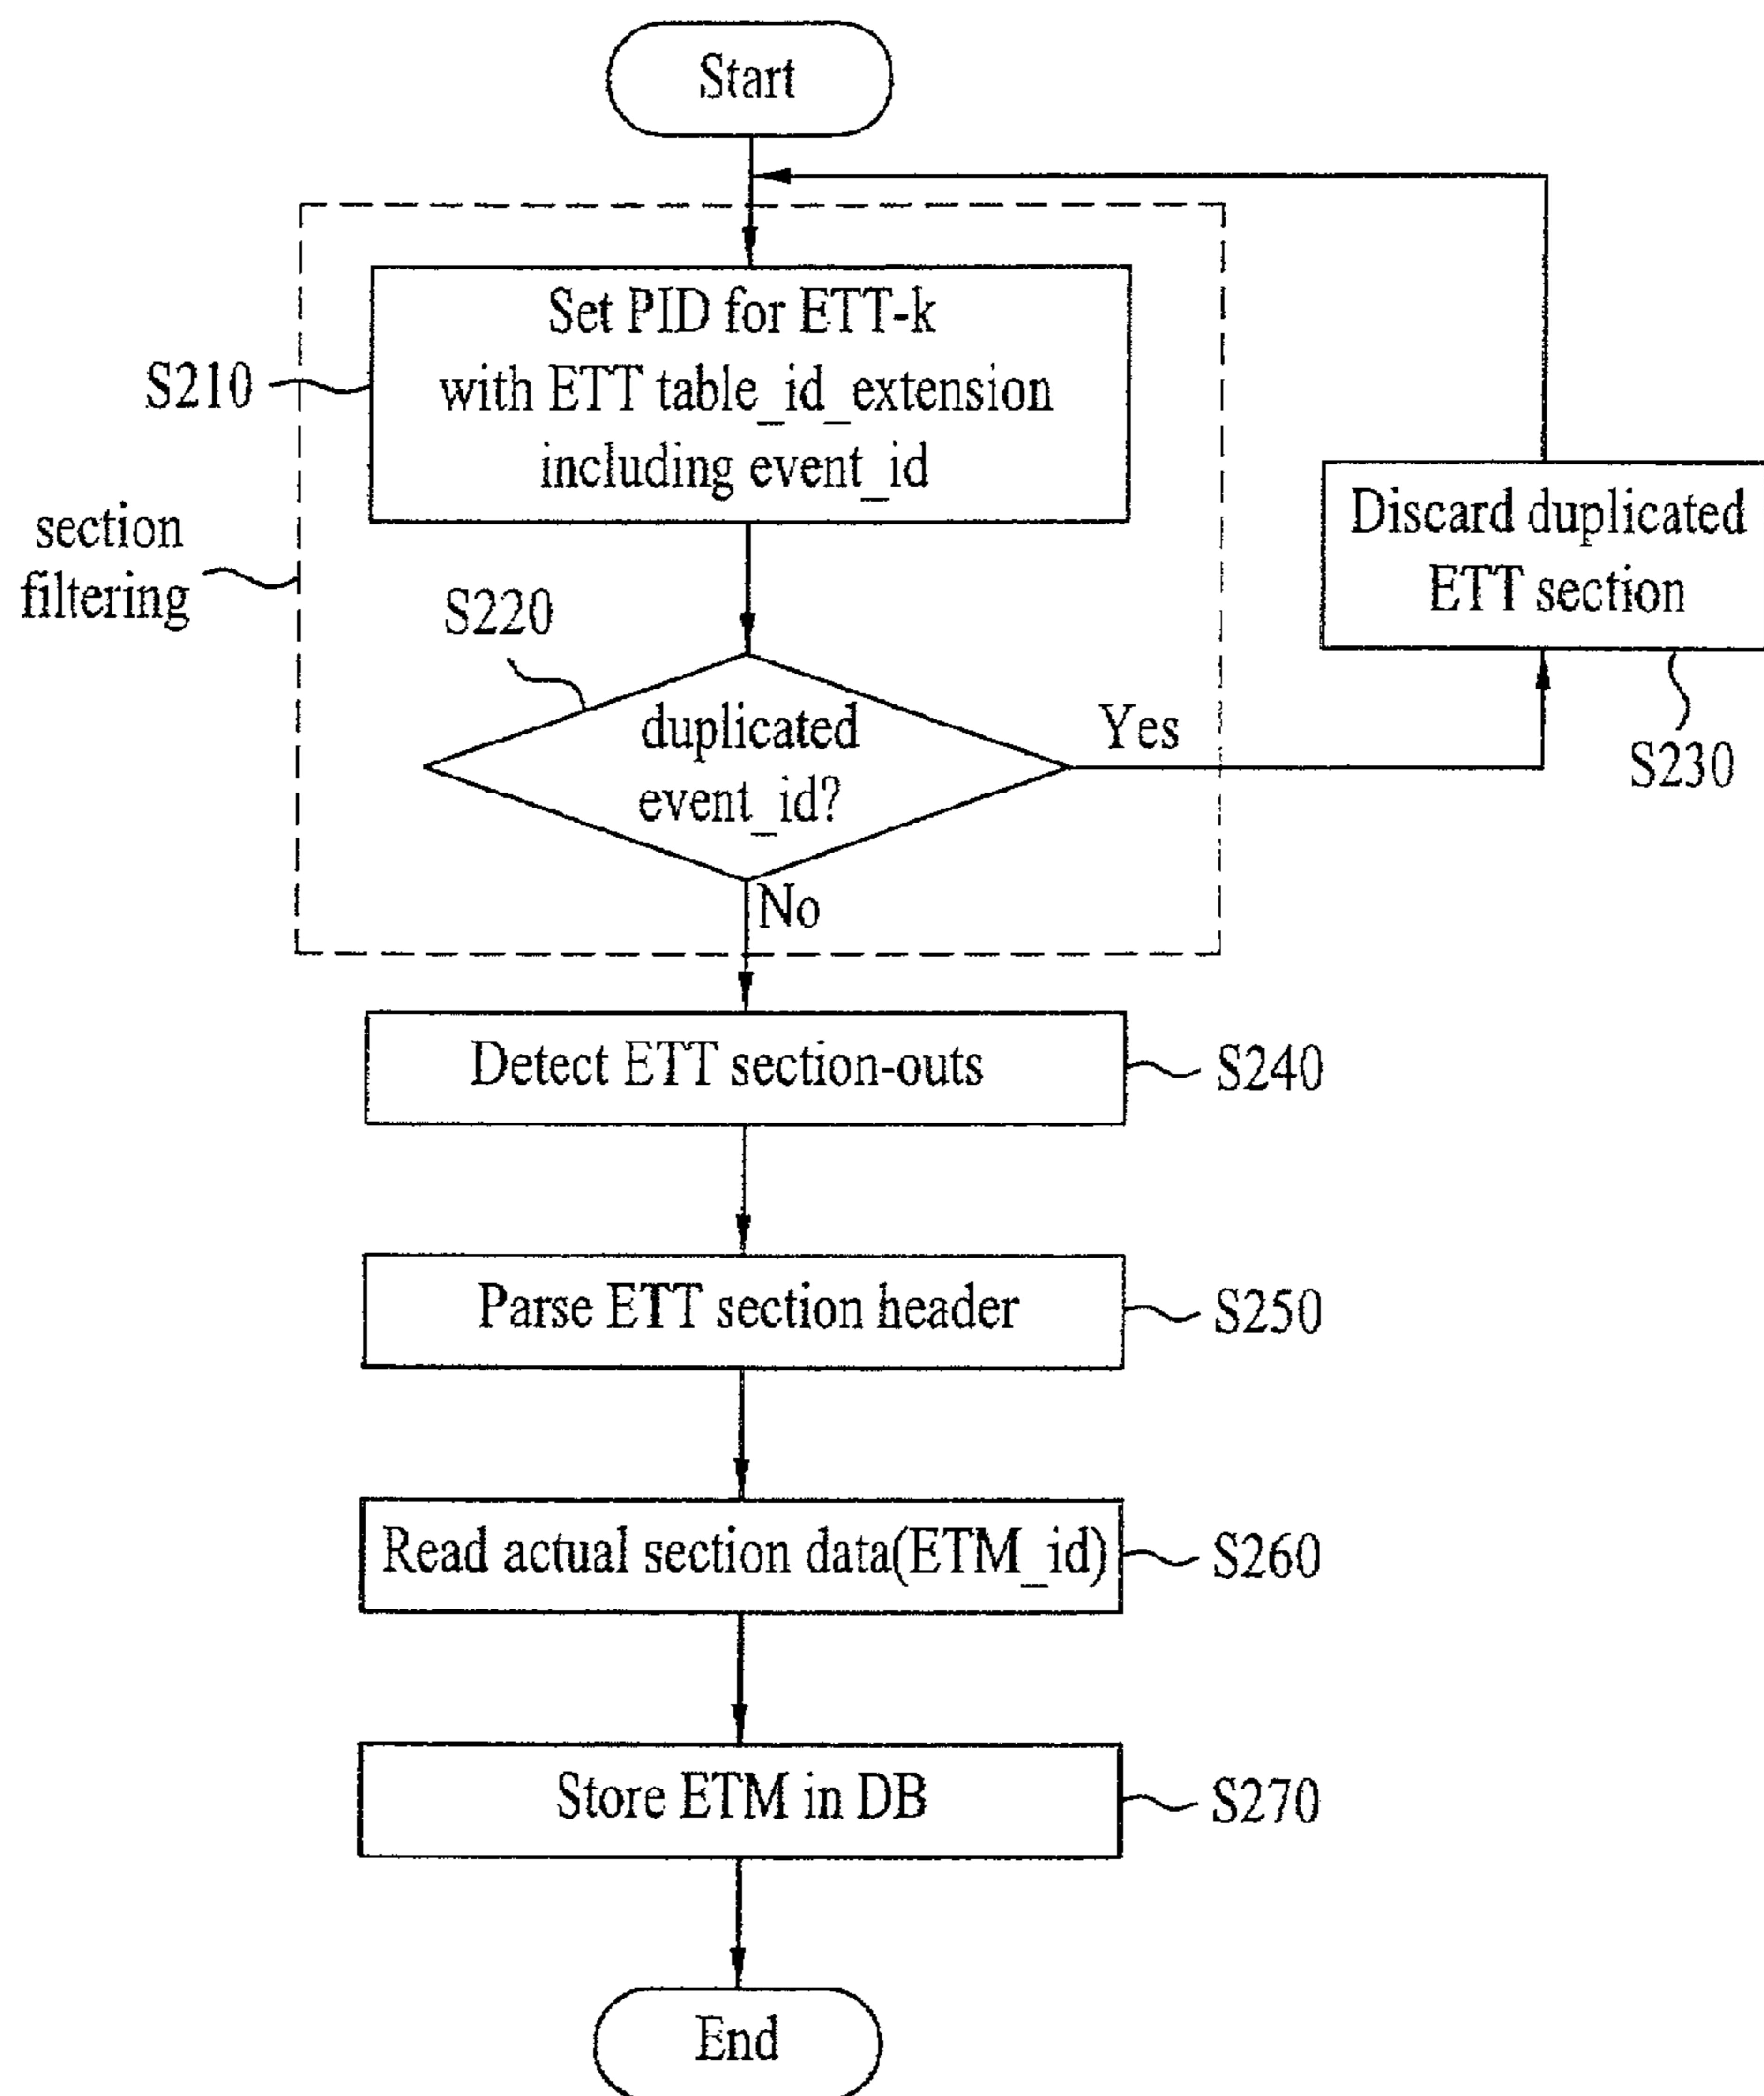 Start
Set PID for ETT-k
with ETT table_id_extension
including event_id
S210
section
filtering
Discard duplicated
ETT section
S230
S220
duplicated
event_id?
Yes
No
Detect ETT section-outs
S240
Parse ETT section header
S250
Read actual section data(ETM_id)
S260
Store ETM in DB
S270
End